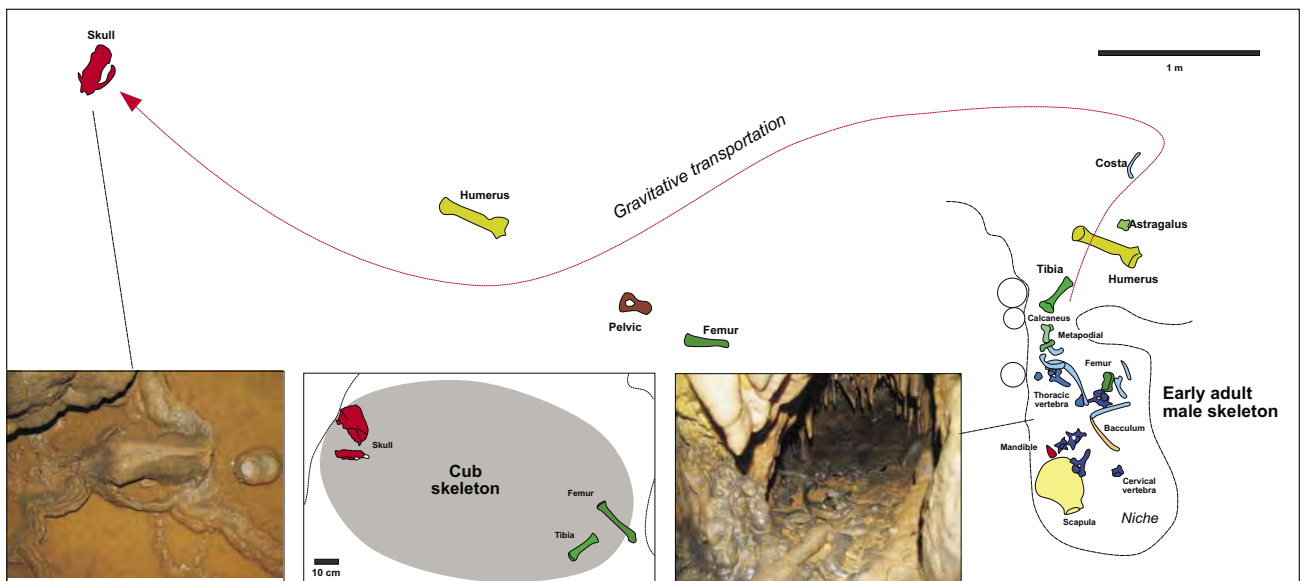 Skull
1 m
Gravitative transportation
Costa
Humerus
Astragalus
Humerus
Tibia
Pelvic
Femur
Calcaneus
Metapodial
Femur
Thoracic
vertebra
Early adult
male skeleton
Bacculum
Mandible
Cervical
vertebra
Scapula
Niche
Skull
Cub
skeleton
Femur
Tibia
10 cm